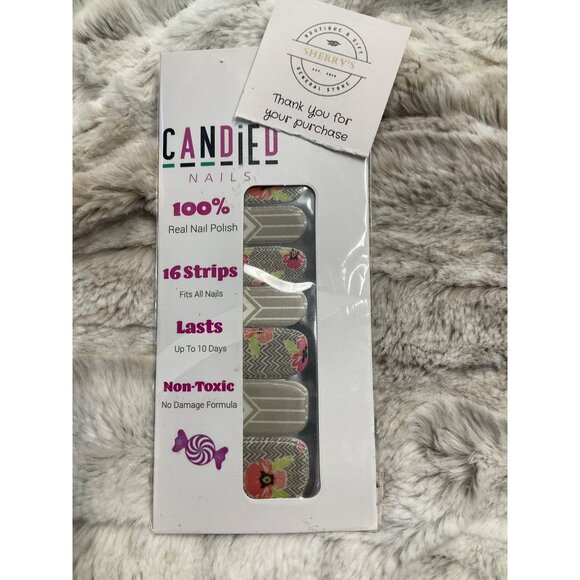 BOUTIQUE & GIFT
SHERRY'S
EST. 2018
GENERAL STORE
Thank You for
your purchase
CANDiED
NAILS
100%
Real Nail Polish
16 Strips
Fits All Nails
Lasts
Up To 10 Days
Non-Toxic
No Damage Formula